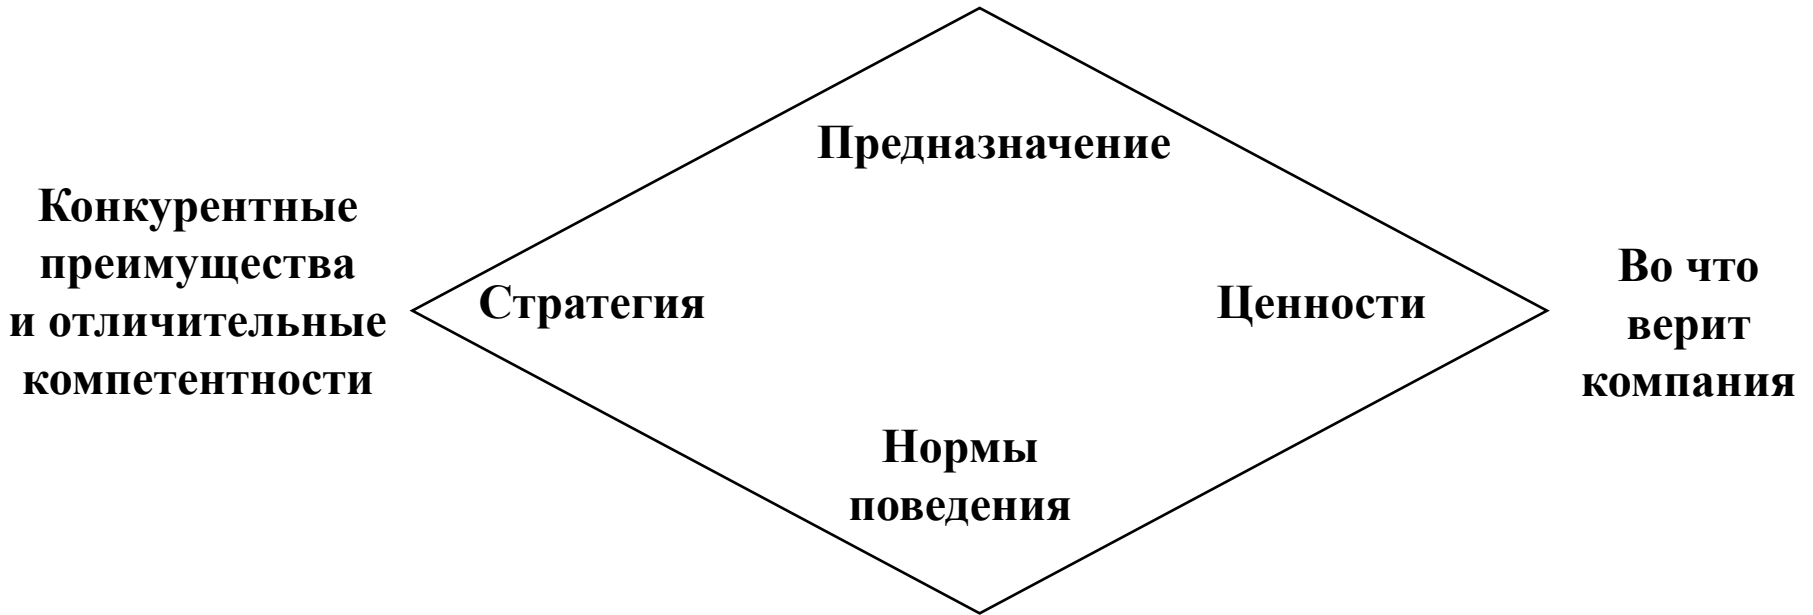 Предназначение
Конкурентные
преимущества
и отличительные
компетентности
Стратегия
Ценности
Во что
верит
компания
Нормы
поведения